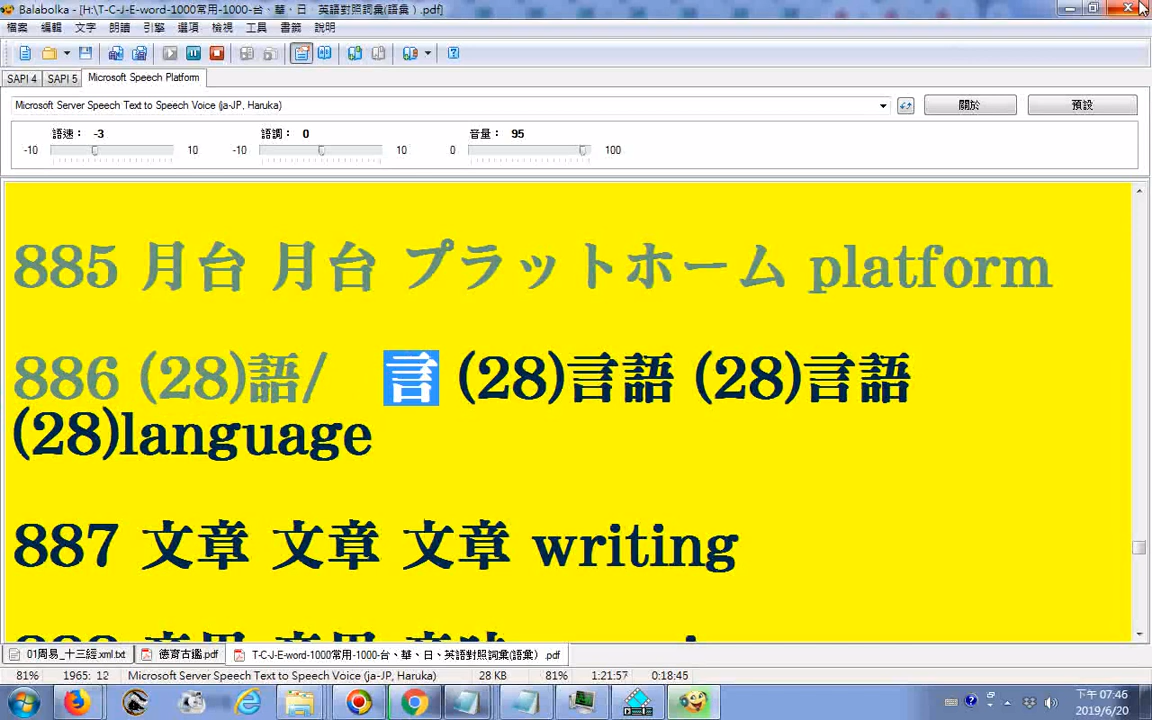 Balabolka - [H:\T-C-J-E-word-1000常用-1000-台、華、日、英語對照詞彙(語彙）.pdf]
檔案 編輯 文字 朗讀 引擎 選項 檢視 工具 書籤 說明
SAPI 4 SAPI 5 Microsoft Speech Platform
Microsoft Server Speech Text to Speech Voice (ja-JP, Haruka) 關於 預設
語速： -3 語調： 0 音量： 95
-10 10 -10 10 0 100
885 月台 月台 プラットホーム platform
886 (28)語/ 言 (28)言語 (28)言語
(28)language
887 文章 文章 文章 writing
01周易_十三經.xml.txt 德育古鑑.pdf T-C-J-E-word-1000常用-1000-台、華、日、英語對照詞彙(語彙）.pdf
81% 1965: 12 Microsoft Server Speech Text to Speech Voice (ja-JP, Haruka) 28 KB 81% 1:21:57 0:18:45
下午 07:46
2019/6/20